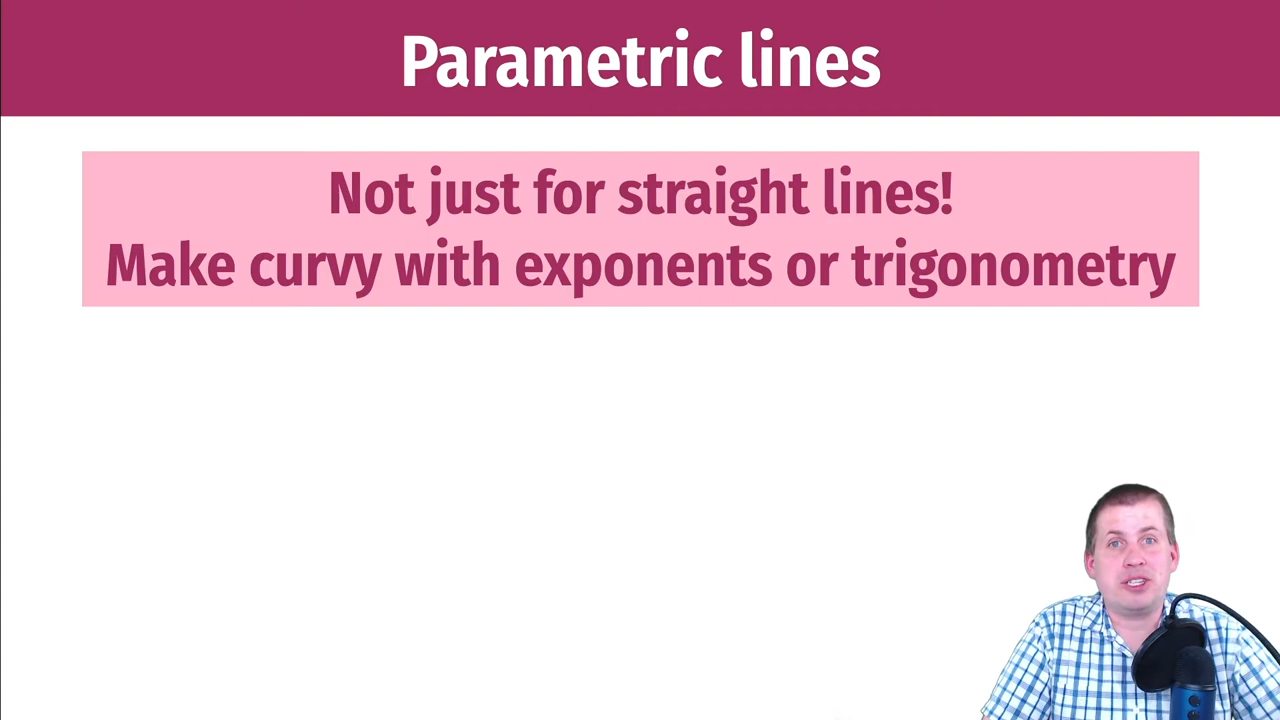 Parametric lines
Not just for straight lines!
Make curvy with exponents or trigonometry